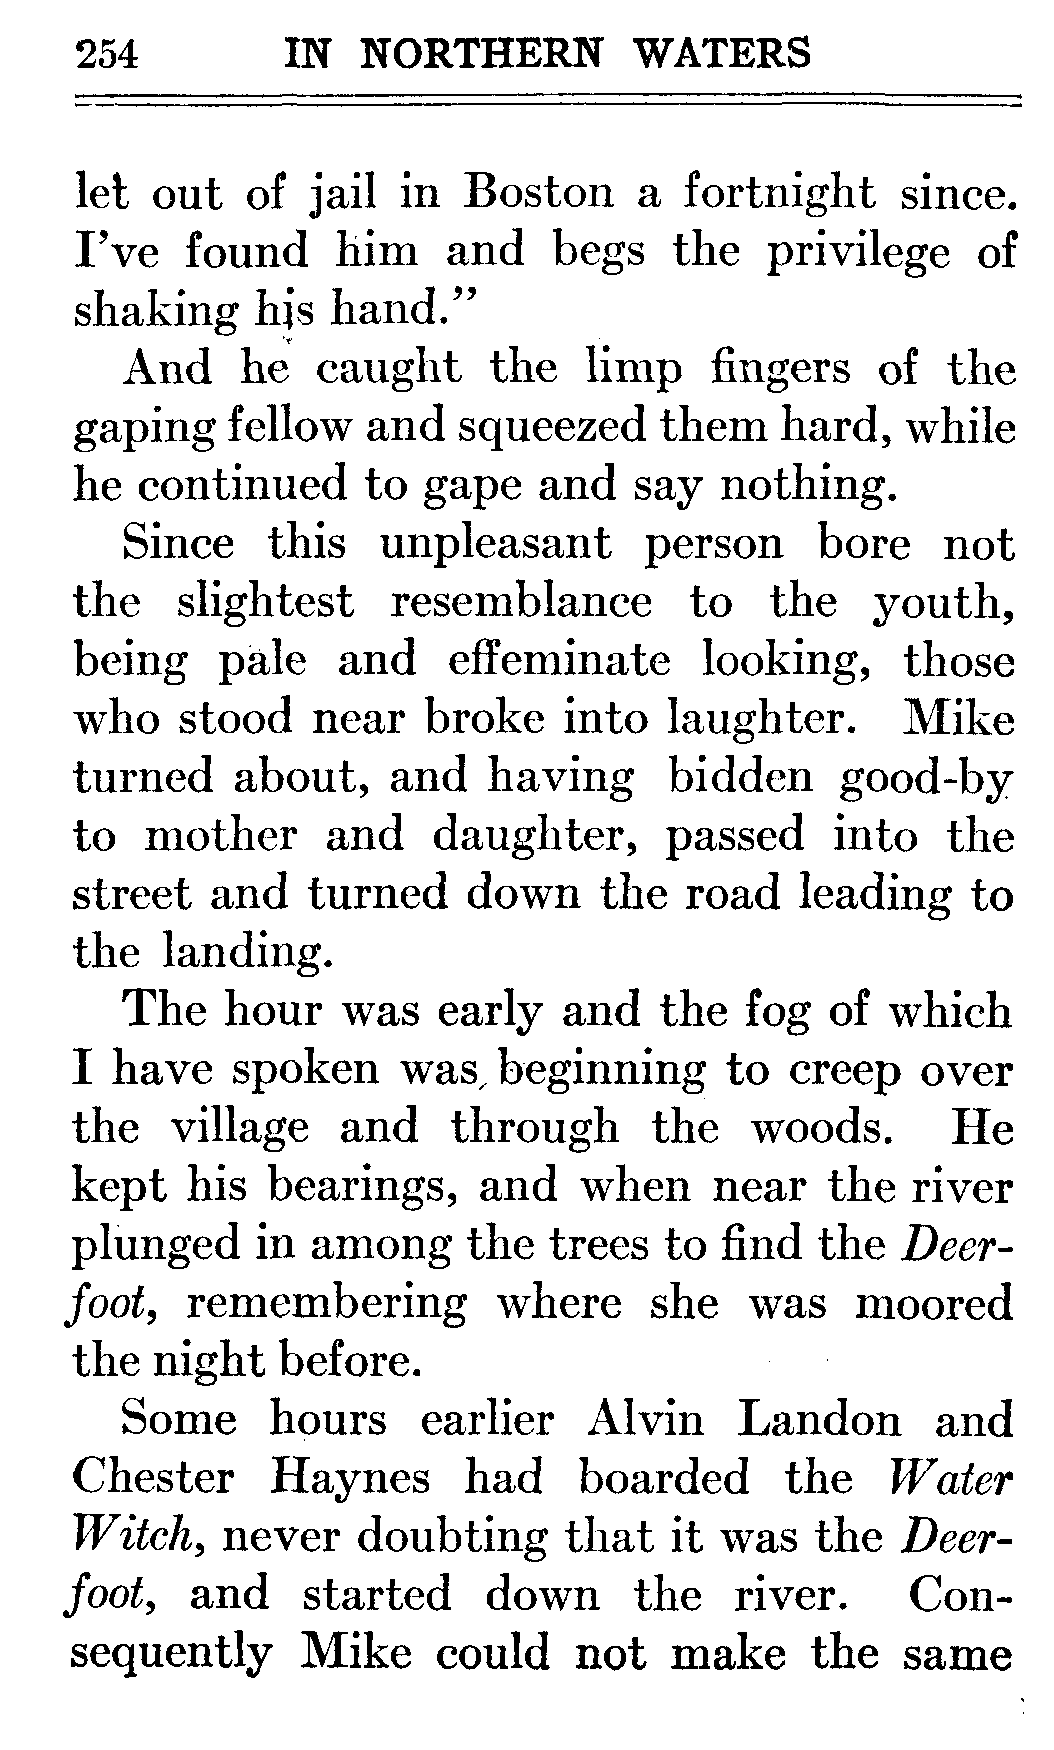 254 IN NORTHERN WATERS
let out of jail in Boston a fortnight since.
I've found him and begs the privilege of
shaking his hand."
And he caught the limp fingers of the
gaping fellow and squeezed them hard, while
he continued to gape and say nothing.
Since this unpleasant person bore not
the slightest resemblance to the youth,
being pale and effeminate looking, those
who stood near broke into laughter. Mike
turned about, and having bidden good-by
to mother and daughter, passed into the
street and turned down the road leading to
the landing.
The hour was early and the fog of which
I have spoken was beginning to creep over
the village and through the woods. He
kept his bearings, and when near the river
plunged in among the trees to find the Deer-
foot, remembering where she was moored
the night before.
Some hours earlier Alvin Landon and
Chester Haynes had boarded the Water
Witch, never doubting that it was the Deer-
foot, and started down the river. Con-
sequently Mike could not make the same